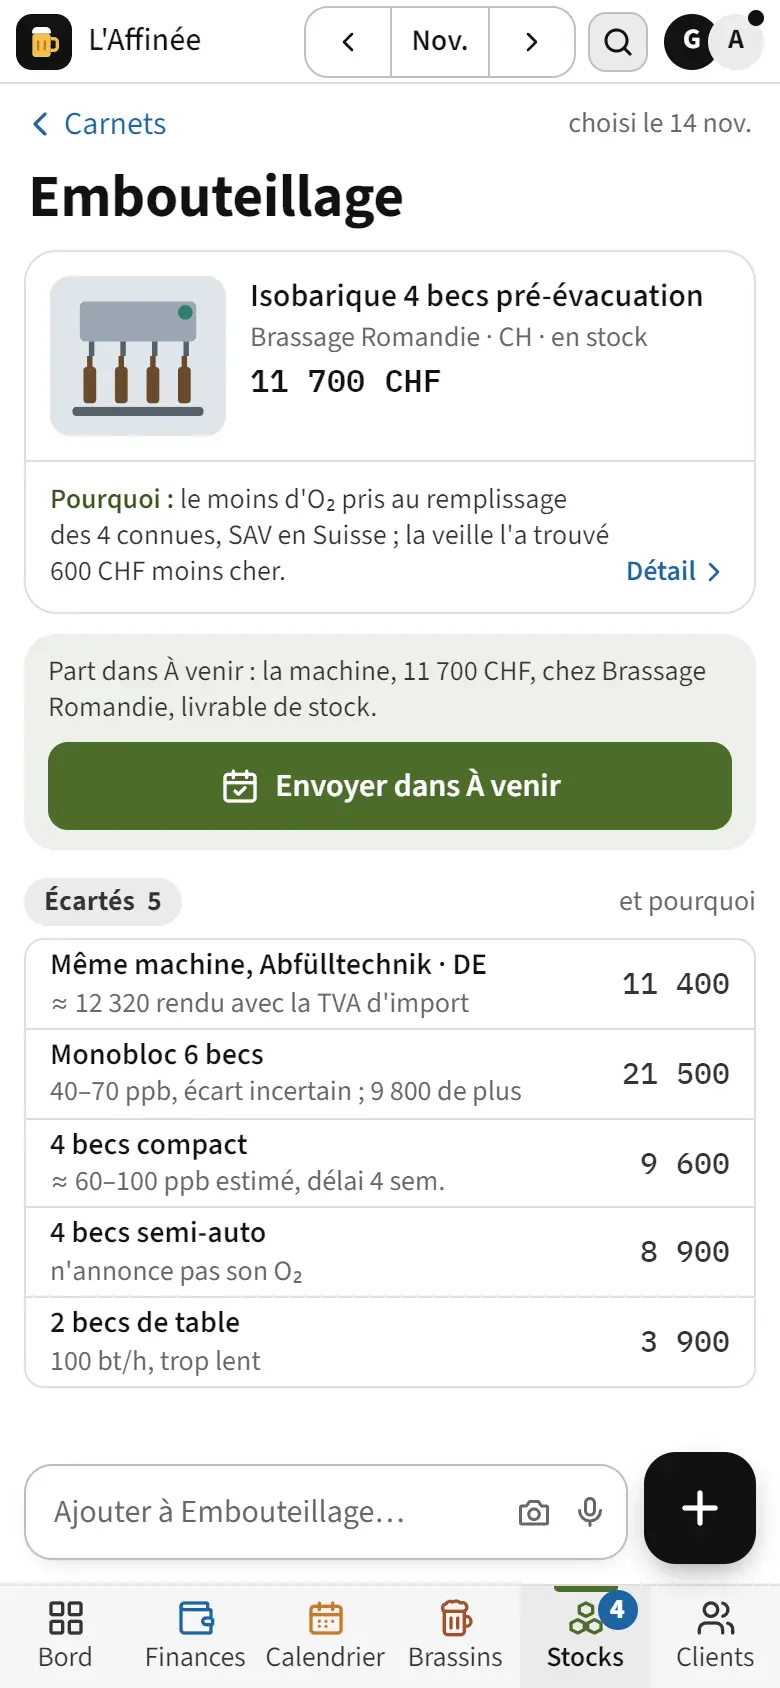 L'Affinée
Nov.
G
A
Carnets
choisi le 14 nov.
Embouteillage
Isobarique 4 becs pré-évacuation
Brassage Romandie · CH · en stock
11 700 CHF
Pourquoi : le moins d'O₂ pris au remplissage
des 4 connues, SAV en Suisse ; la veille l'a trouvé
600 CHF moins cher.
Détail
Part dans À venir : la machine, 11 700 CHF, chez Brassage
Romandie, livrable de stock.
Envoyer dans À venir
Écartés 5
et pourquoi
Même machine, Abfülltechnik · DE
≈ 12 320 rendu avec la TVA d'import
11 400
Monobloc 6 becs
40–70 ppb, écart incertain ; 9 800 de plus
21 500
4 becs compact
≈ 60–100 ppb estimé, délai 4 sem.
9 600
4 becs semi-auto
n'annonce pas son O₂
8 900
2 becs de table
100 bt/h, trop lent
3 900
Ajouter à Embouteillage…
4
Bord
Finances
Calendrier
Brassins
Stocks
Clients